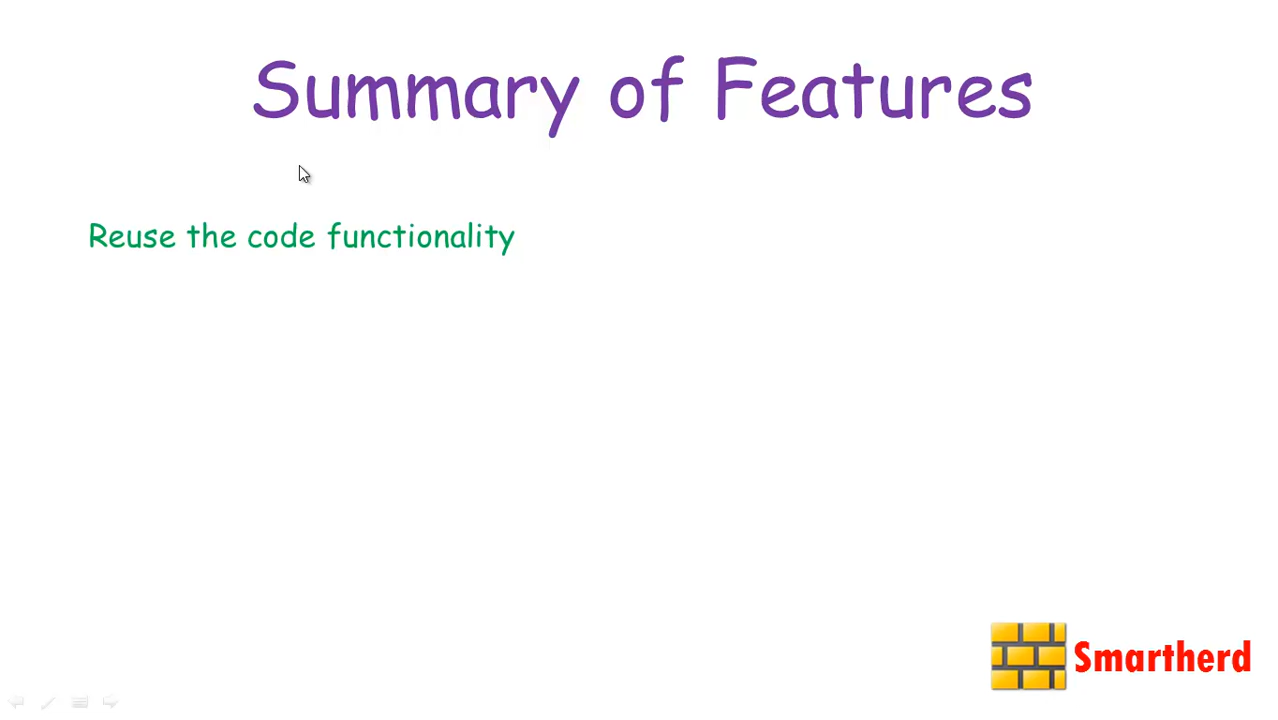 Summary of Features
Reuse the code functionality
Smartherd